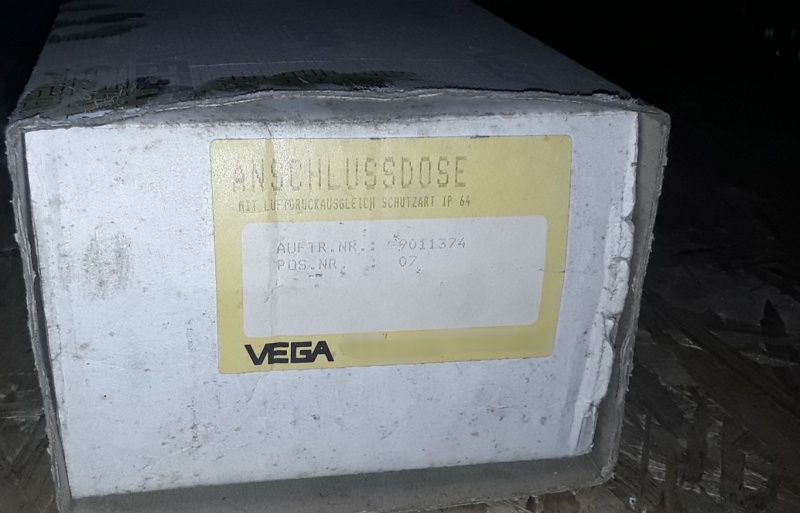 ANSCHLUSSDOSE
MIT LUFTDRUCKAUSGLEICH SCHUTZART IP 64
AUFTR.NR.: 9011374
POS.NR. : 07
VEGA